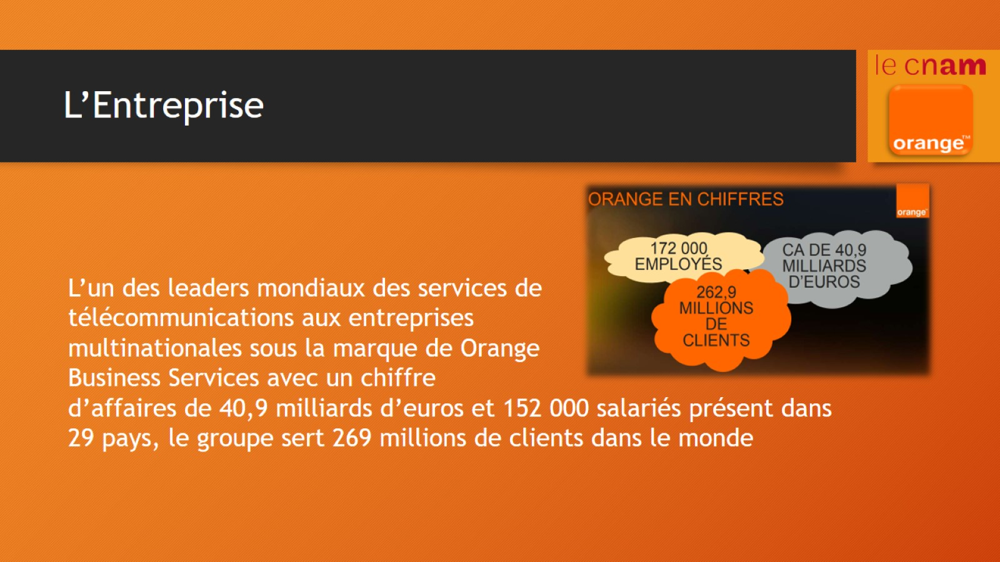 L’Entreprise
le cnam
orange™
ORANGE EN CHIFFRES
orange™
172 000
EMPLOYÉS
CA DE 40,9
MILLIARDS
D’EUROS
262,9
MILLIONS
DE
CLIENTS
L’un des leaders mondiaux des services de
télécommunications aux entreprises
multinationales sous la marque de Orange
Business Services avec un chiffre
d’affaires de 40,9 milliards d’euros et 152 000 salariés présent dans
29 pays, le groupe sert 269 millions de clients dans le monde